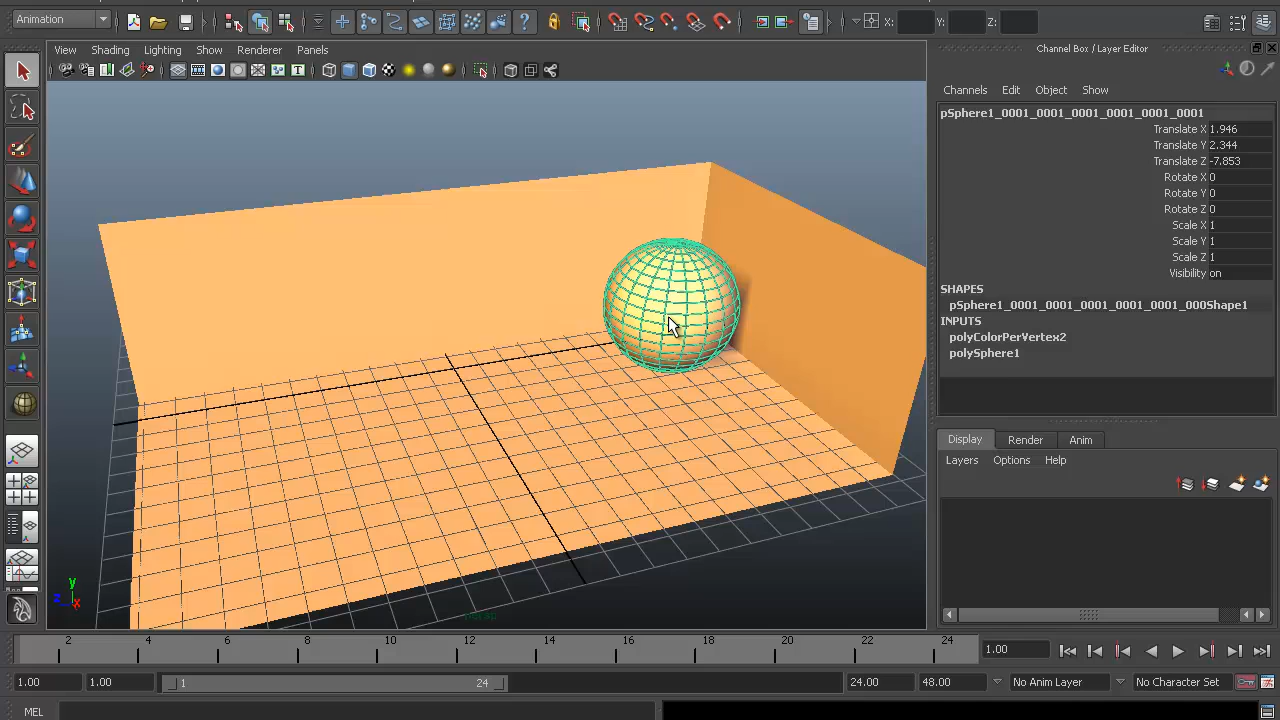 Animation
X:
Y:
Z:
View Shading Lighting Show Renderer Panels
Channel Box / Layer Editor
Channels Edit Object Show
pSphere1_0001_0001_0001_0001_0001_0001
Translate X 1.946
Translate Y 2.344
Translate Z -7.853
Rotate X 0
Rotate Y 0
Rotate Z 0
Scale X 1
Scale Y 1
Scale Z 1
Visibility on
SHAPES
pSphere1_0001_0001_0001_0001_0001_000Shape1
INPUTS
polyColorPerVertex2
polySphere1
Display Render Anim
Layers Options Help
y
z
x
persp
2 4 6 8 10 12 14 16 18 20 22 24
1.00
1.00 1.00 1 24 24.00 48.00 No Anim Layer No Character Set
MEL